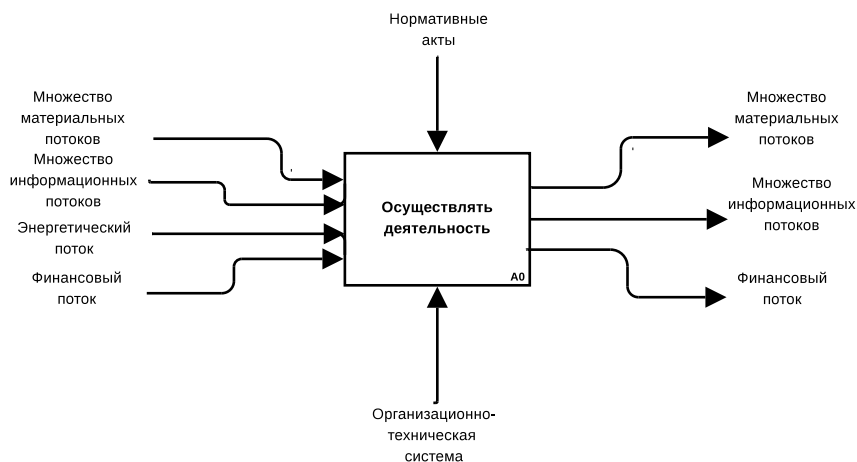 Нормативные
акты
Множество
материальных
потоков
Множество
информационных
потоков
Энергетический
поток
Финансовый
поток
Осуществлять
деятельность
A0
Множество
материальных
потоков
Множество
информационных
потоков
Финансовый
поток
Организационно-
техническая
система